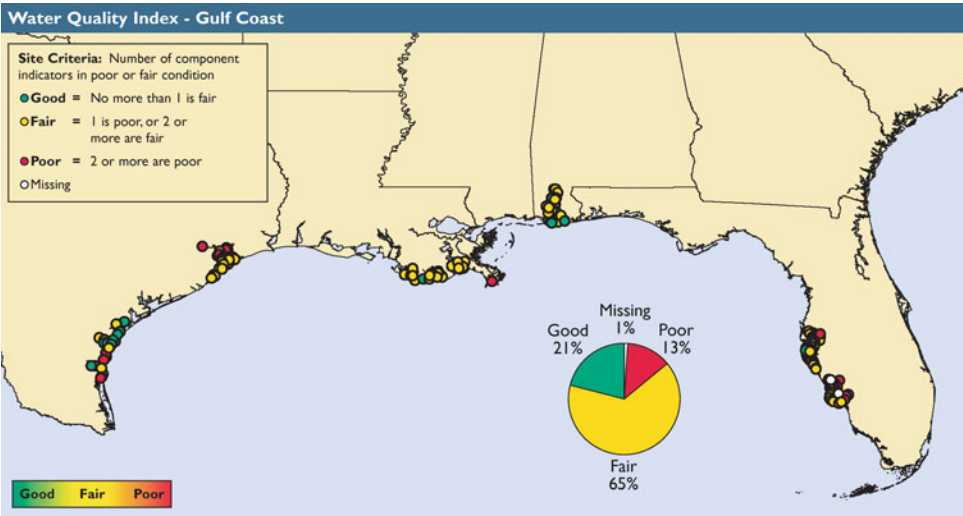 Water Quality Index - Gulf Coast
Site Criteria: Number of component
indicators in poor or fair condition
Good = No more than 1 is fair
Fair = 1 is poor, or 2 or
more are fair
Poor = 2 or more are poor
Missing
Missing
1%
Good
21%
Poor
13%
Fair
65%
Good Fair Poor